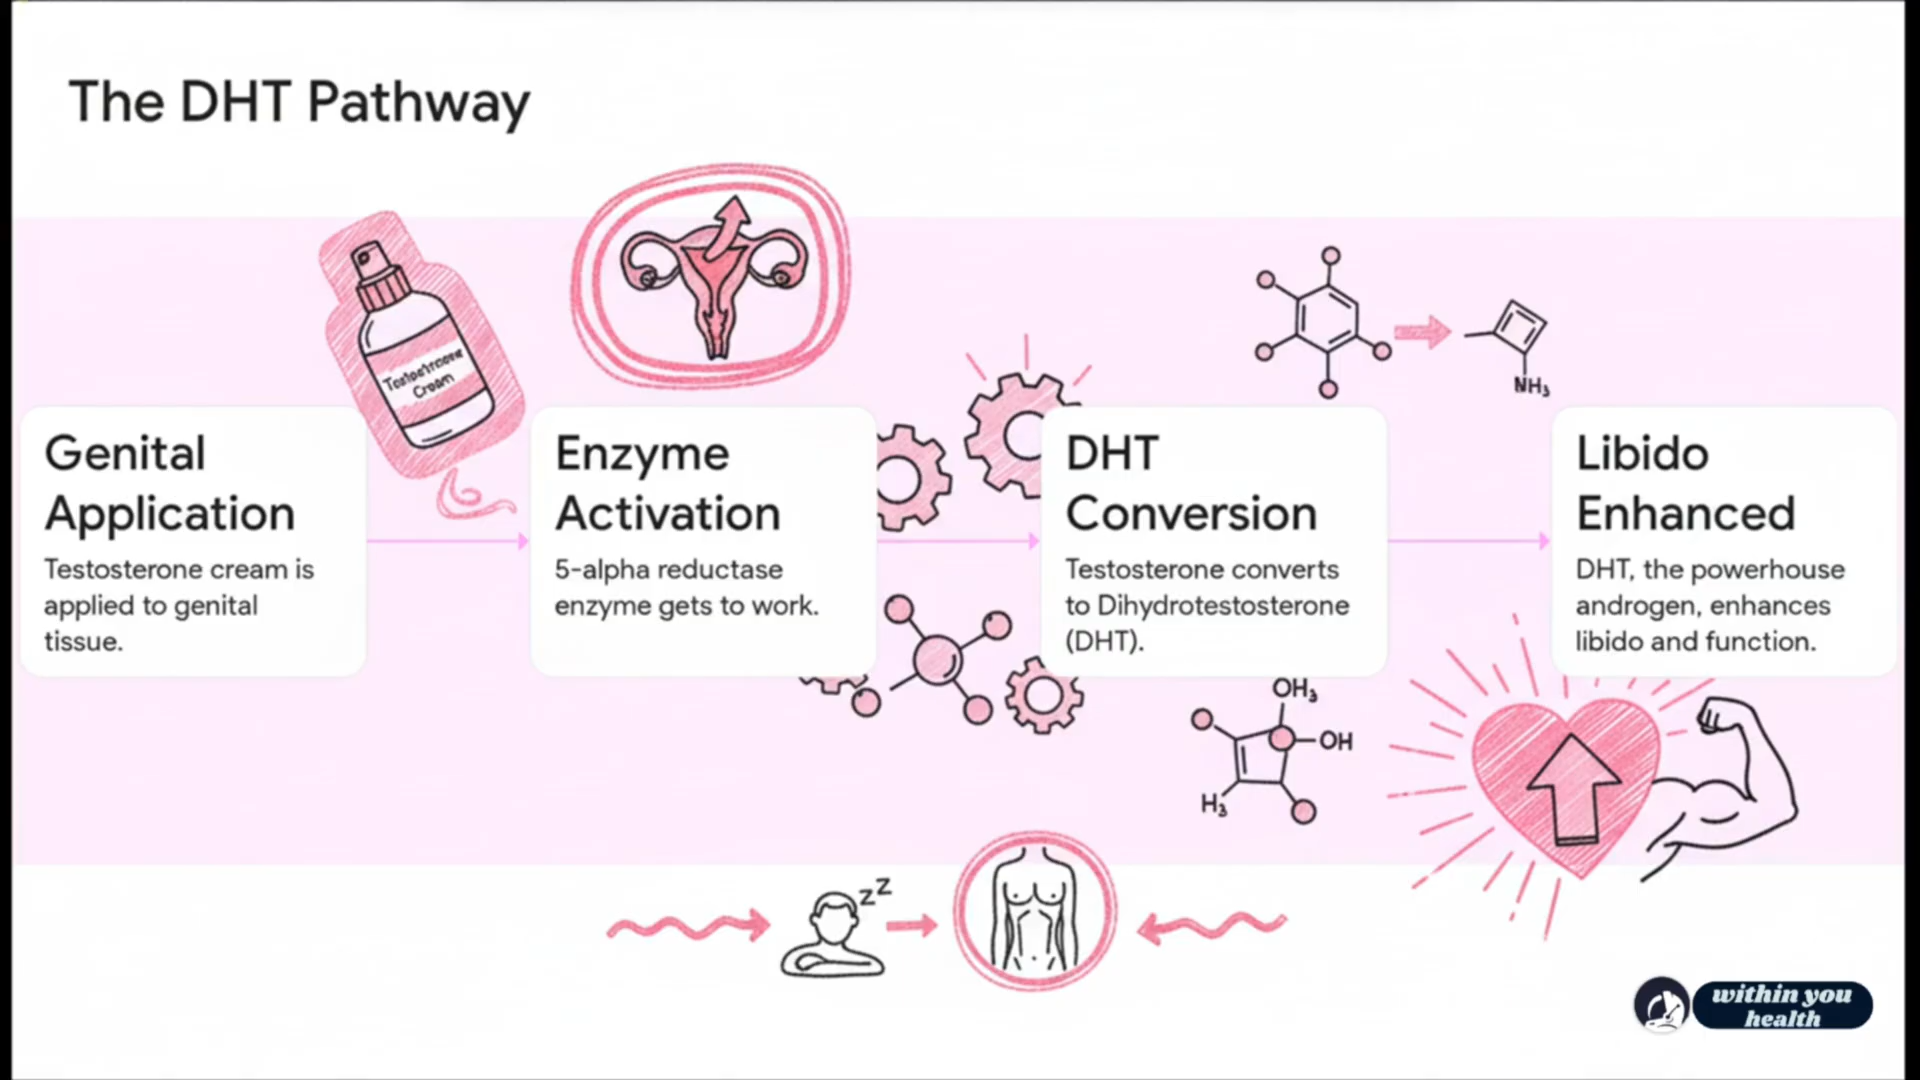 The DHT Pathway
Testosterone
Cream
NH₃
Genital
Application
Testosterone cream is
applied to genital
tissue.
Enzyme
Activation
5-alpha reductase
enzyme gets to work.
DHT
Conversion
Testosterone converts
to Dihydrotestosterone
(DHT).
Libido
Enhanced
DHT, the powerhouse
androgen, enhances
libido and function.
OH₃
OH
H₃
zz
within you
health